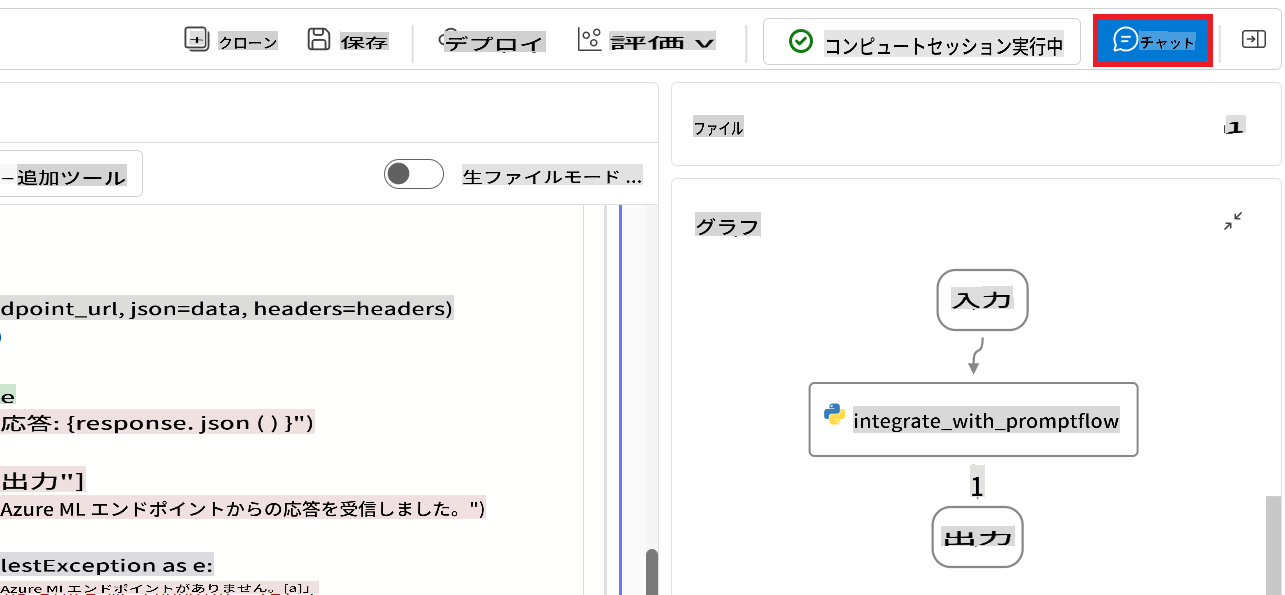 クローン
保存
デプロイ
評価
コンピュートセッション実行中
チャット
追加ツール
生ファイルモード ...
dpoint_url, json=data, headers=headers)
e
応答: {response. json ( ) }")
出力"]
Azure ML エンドポイントからの応答を受信しました。")
lestException as e:
Azure MIエンドポイントがありません。[a]」
ファイル
1
グラフ
入力
integrate_with_promptflow
1
出力